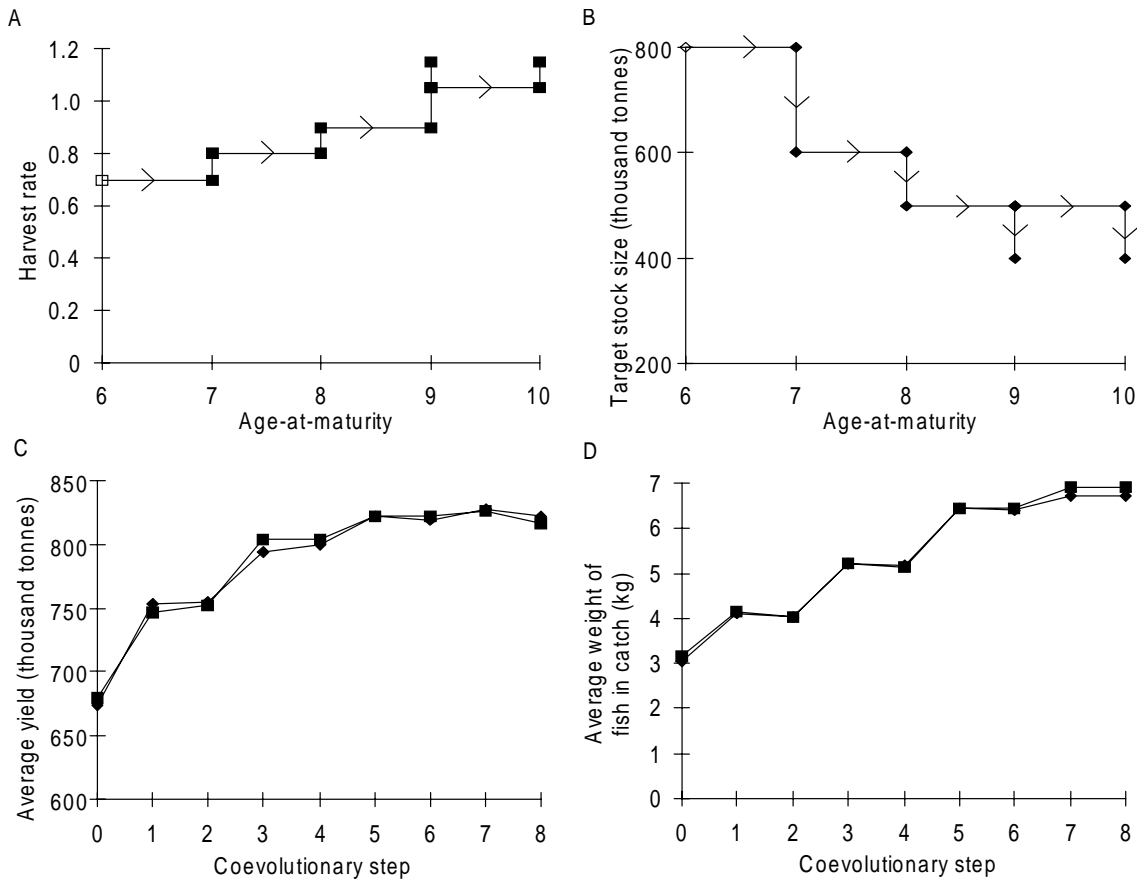 A
1.2
1.0
0.8
0.6
0.4
0.2
0
Harvest rate
6 7 8 9 10
Age-at-maturity
B
800
600
400
200
Target stock size (thousand tonnes)
6 7 8 9 10
Age-at-maturity
C
850
800
750
700
650
600
Average yield (thousand tonnes)
0 1 2 3 4 5 6 7 8
Coevolutionary step
D
7
6
5
4
3
2
1
0
Average weight of
fish in catch (kg)
0 1 2 3 4 5 6 7 8
Coevolutionary step